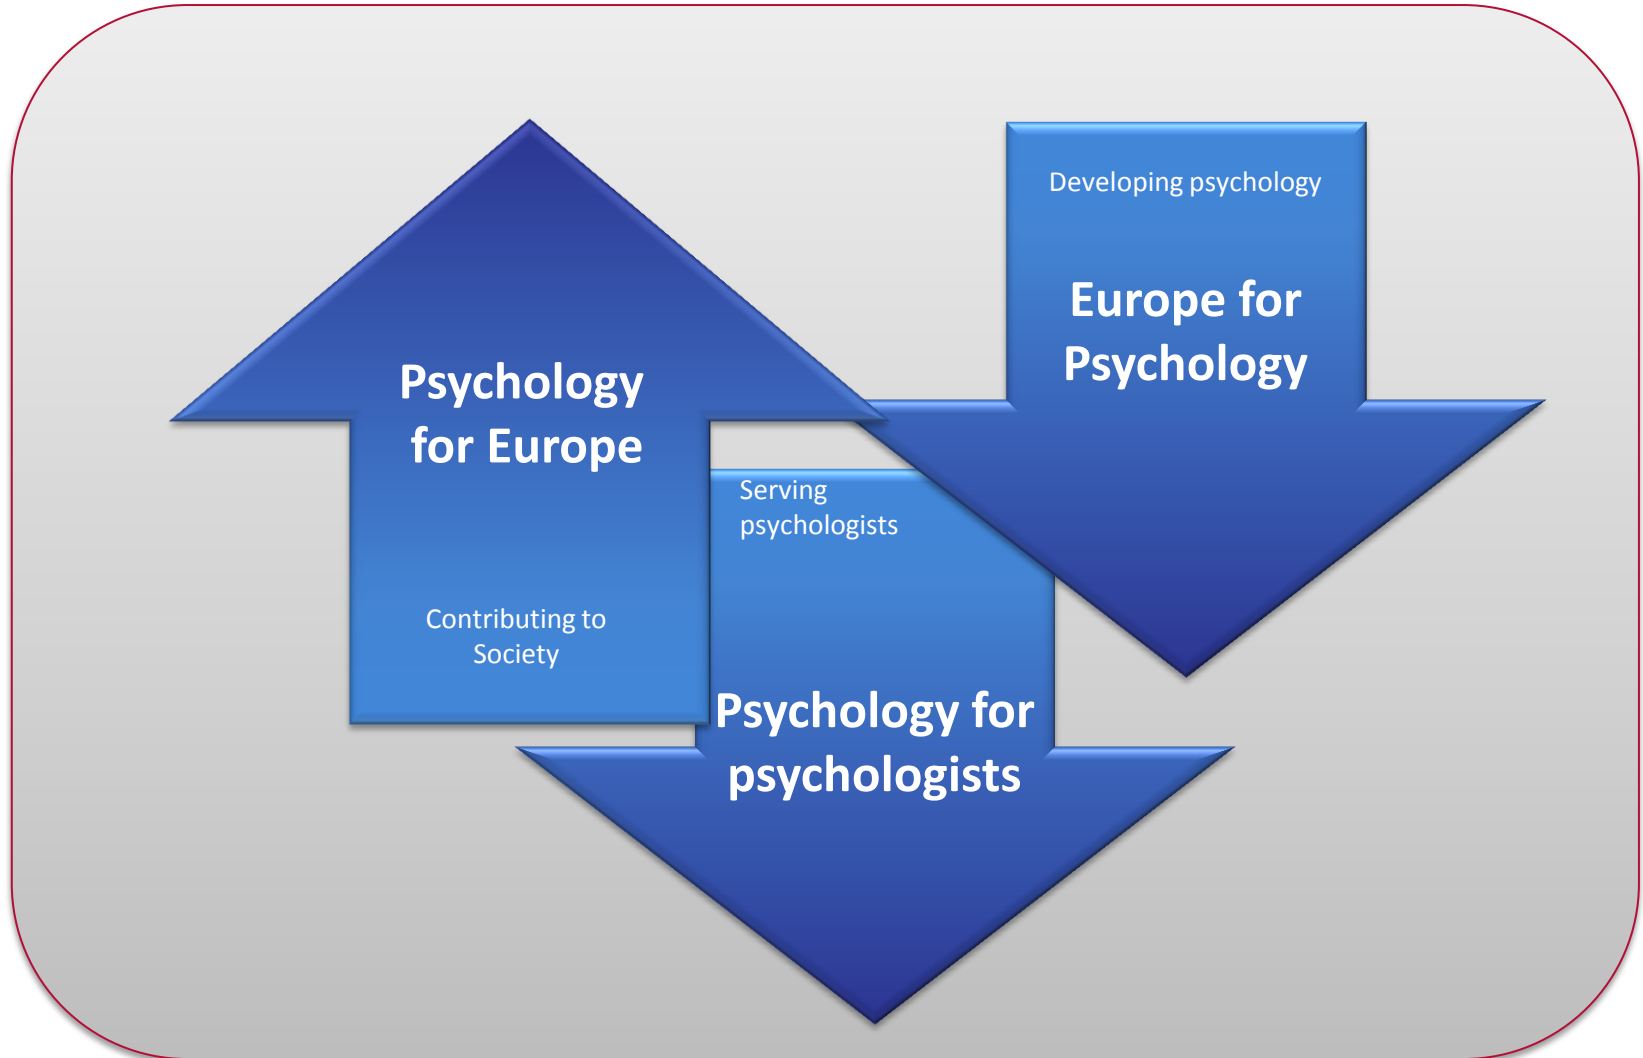 Psychology
for Europe
Contributing to
Society
Developing psychology
Europe for
Psychology
Serving
psychologists
Psychology for
psychologists